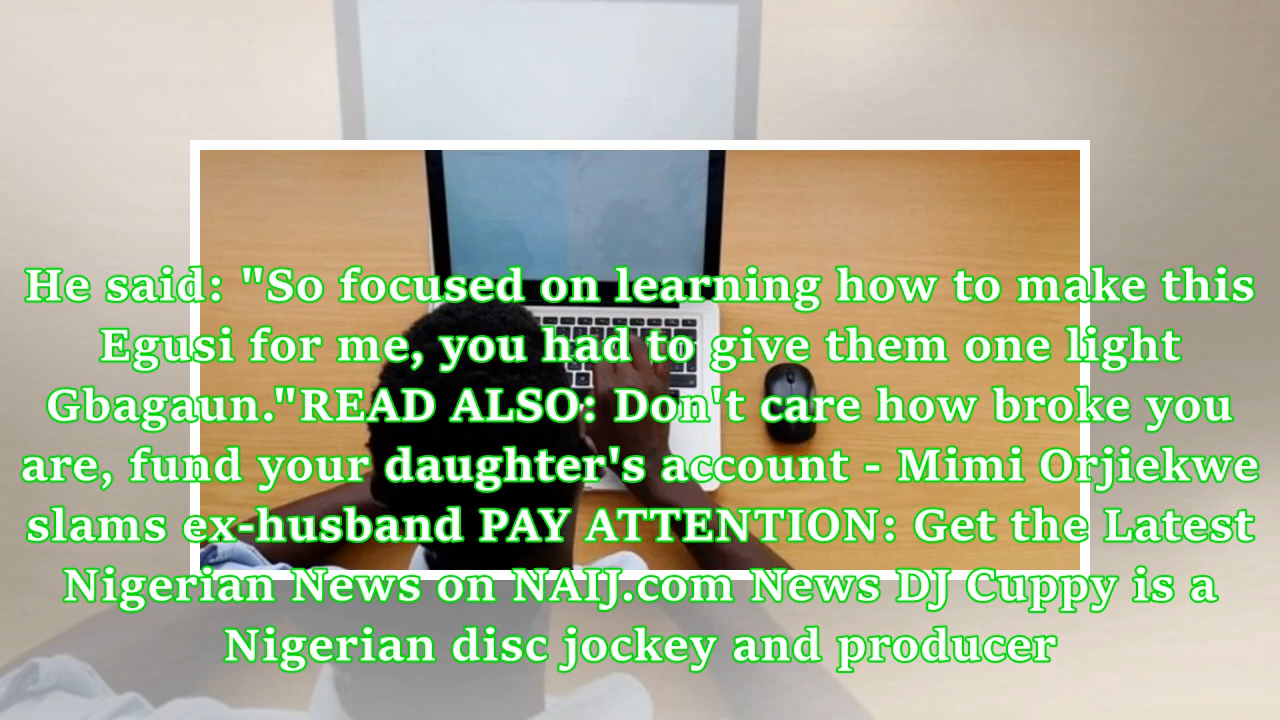 He said: "So focused on learning how to make this
Egusi for me, you had to give them one light
Gbagaun."READ ALSO: Don't care how broke you
are, fund your daughter's account - Mimi Orjiekwe
slams ex-husband PAY ATTENTION: Get the Latest
Nigerian News on NAIJ.com News DJ Cuppy is a
Nigerian disc jockey and producer